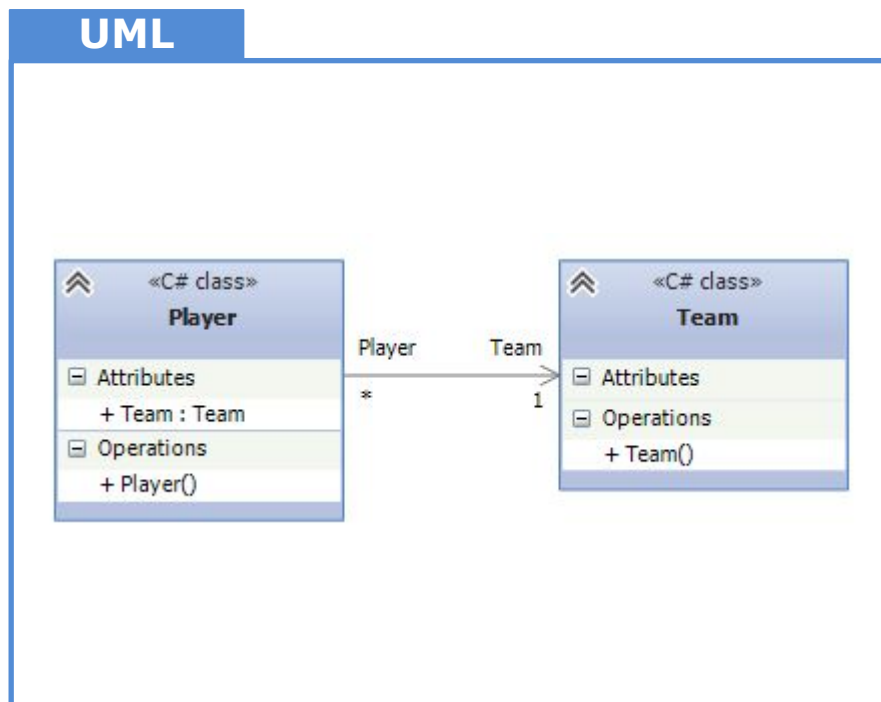 UML
«C# class»
Player
Attributes
+ Team : Team
Operations
+ Player()
Player
Team
*
1
«C# class»
Team
Attributes
Operations
+ Team()